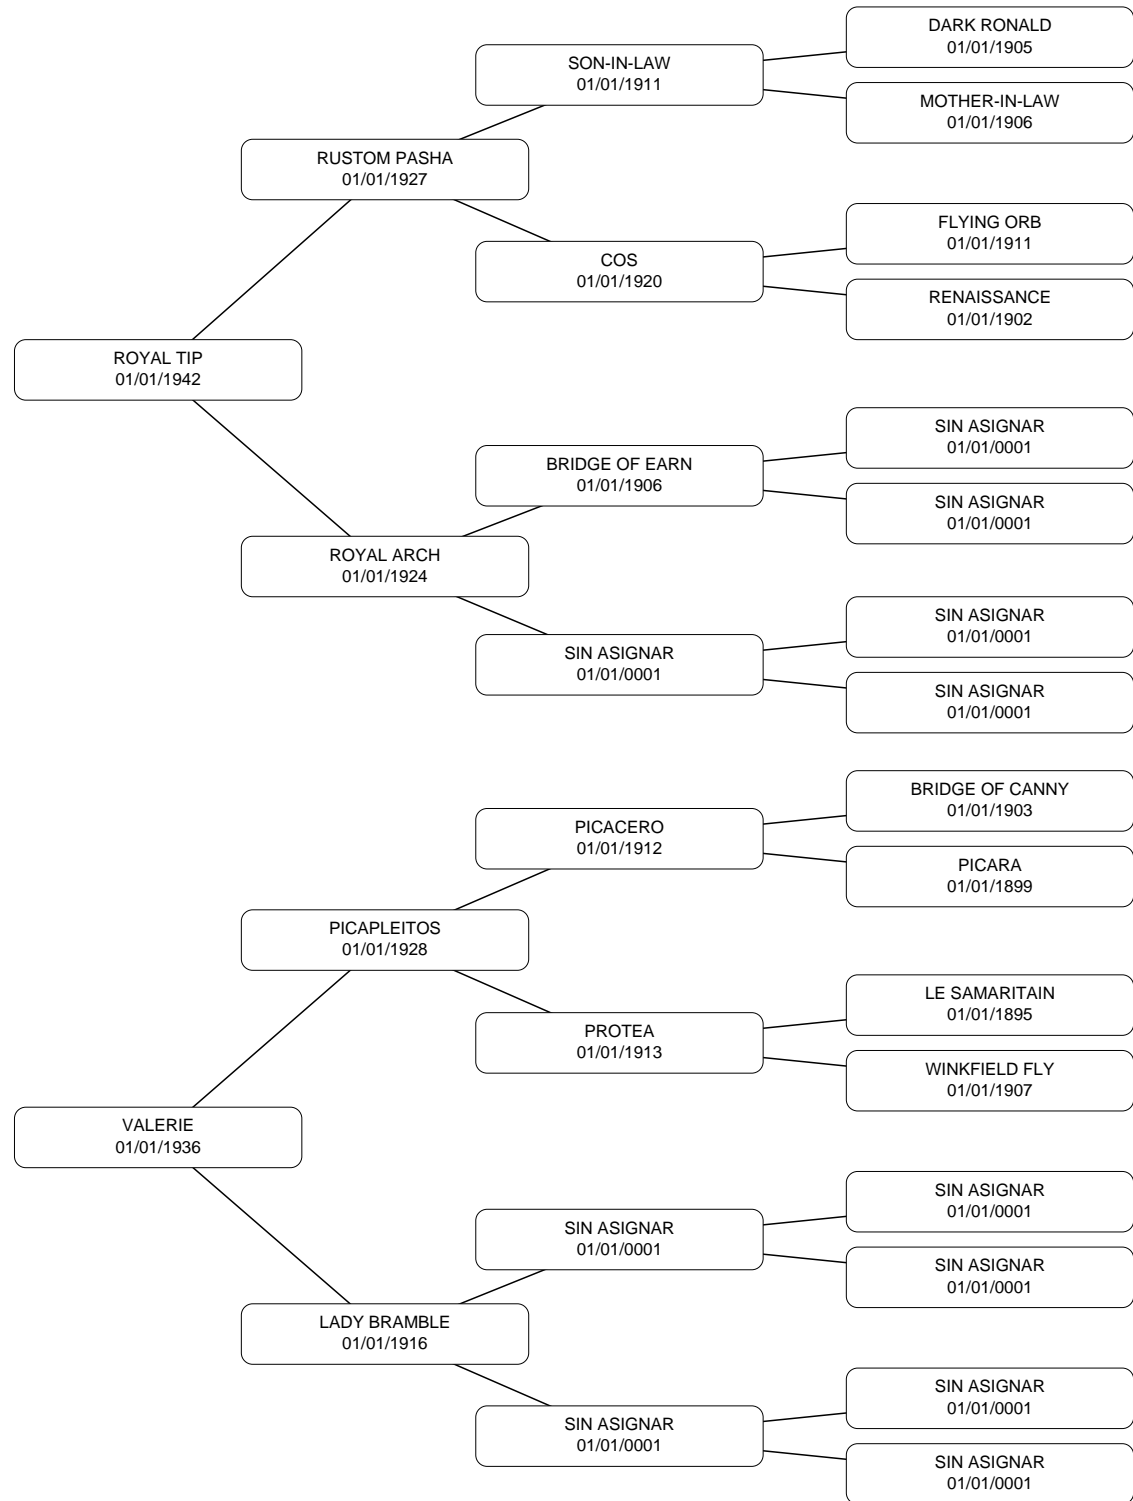 DARK RONALD
01/01/1905
SON-IN-LAW
01/01/1911
MOTHER-IN-LAW
01/01/1906
RUSTOM PASHA
01/01/1927
FLYING ORB
01/01/1911
COS
01/01/1920
RENAISSANCE
01/01/1902
ROYAL TIP
01/01/1942
SIN ASIGNAR
01/01/0001
BRIDGE OF EARN
01/01/1906
SIN ASIGNAR
01/01/0001
ROYAL ARCH
01/01/1924
SIN ASIGNAR
01/01/0001
SIN ASIGNAR
01/01/0001
SIN ASIGNAR
01/01/0001
BRIDGE OF CANNY
01/01/1903
PICACERO
01/01/1912
PICARA
01/01/1899
PICAPLEITOS
01/01/1928
LE SAMARITAIN
01/01/1895
PROTEA
01/01/1913
WINKFIELD FLY
01/01/1907
VALERIE
01/01/1936
SIN ASIGNAR
01/01/0001
SIN ASIGNAR
01/01/0001
SIN ASIGNAR
01/01/0001
LADY BRAMBLE
01/01/1916
SIN ASIGNAR
01/01/0001
SIN ASIGNAR
01/01/0001
SIN ASIGNAR
01/01/0001